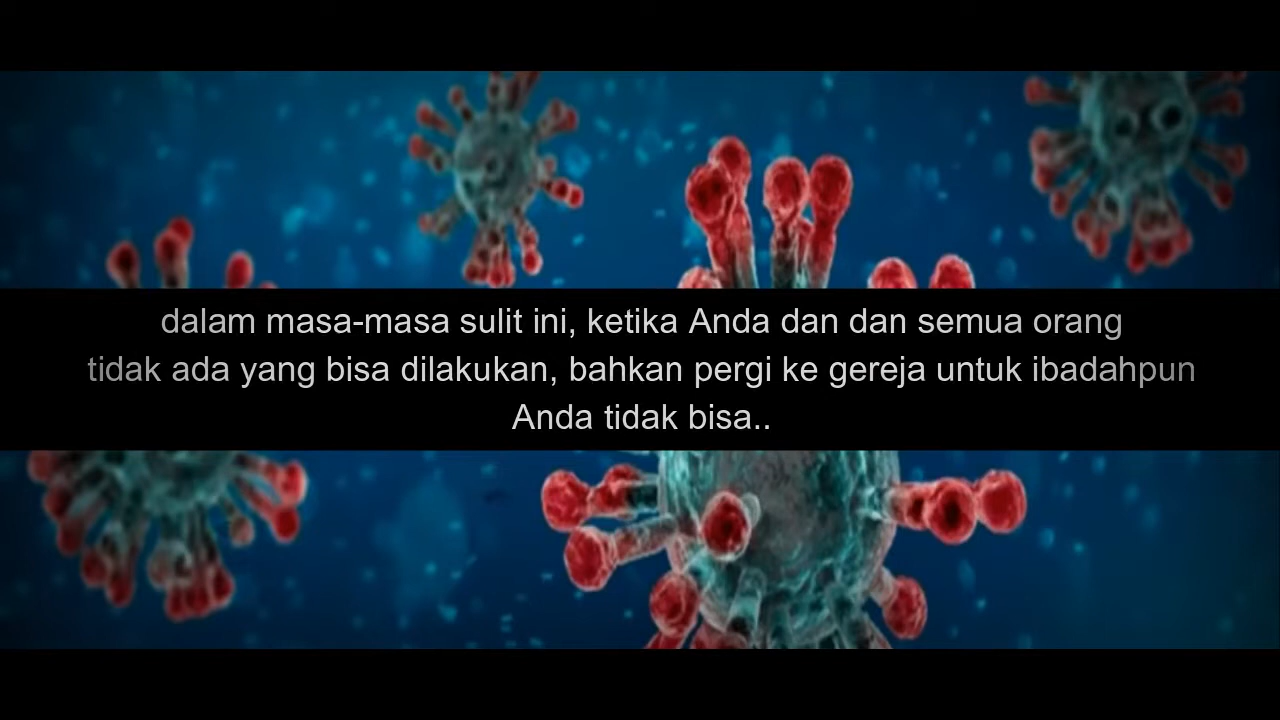 dalam masa-masa sulit ini, ketika Anda dan dan semua orang
tidak ada yang bisa dilakukan, bahkan pergi ke gereja untuk ibadahpun
Anda tidak bisa..